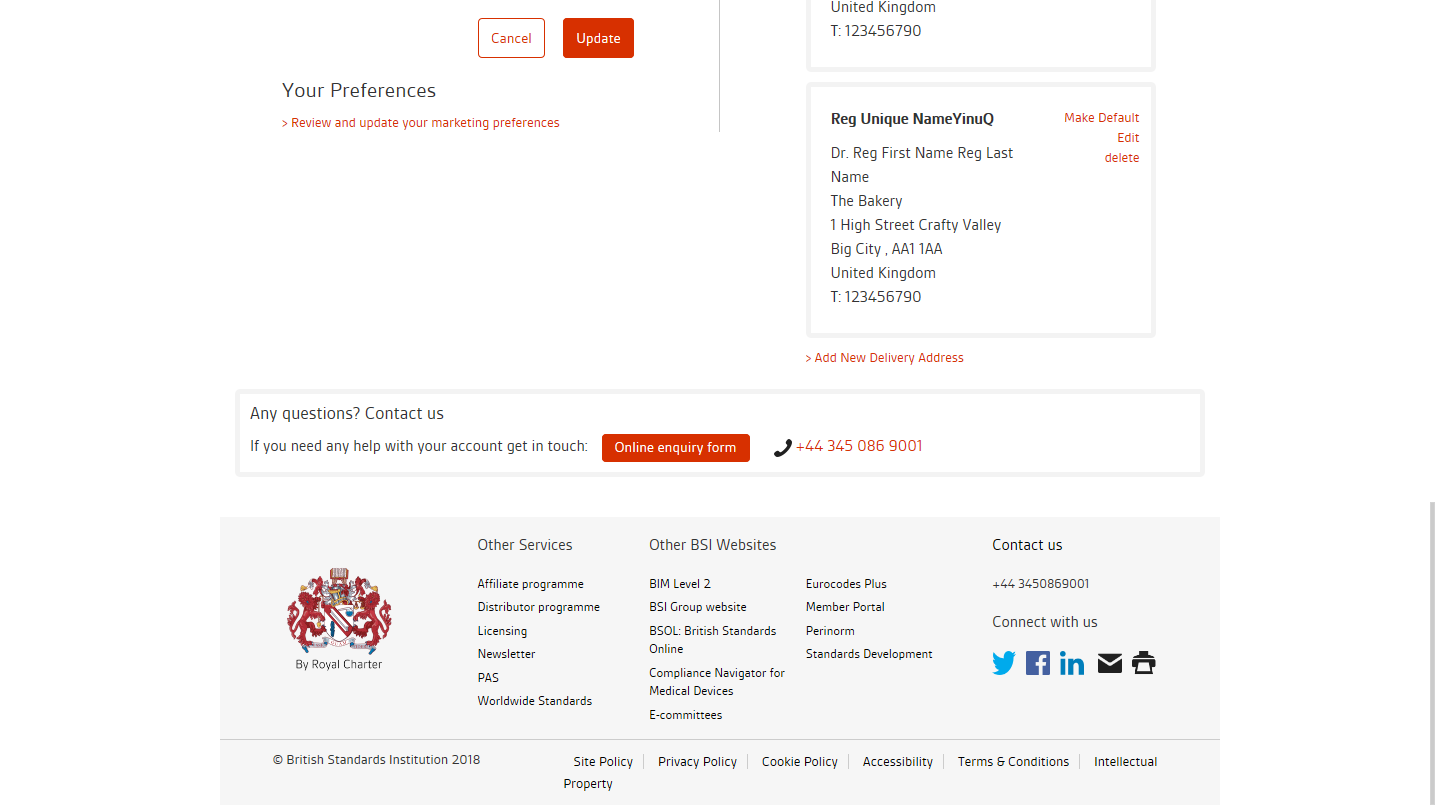 Cancel
Update
Your Preferences
> Review and update your marketing preferences
United Kingdom
T: 123456790
Reg Unique NameYinuQ
Make Default
Edit
delete
Dr. Reg First Name Reg Last
Name
The Bakery
1 High Street Crafty Valley
Big City , AA1 1AA
United Kingdom
T: 123456790
> Add New Delivery Address
Any questions? Contact us
If you need any help with your account get in touch:
Online enquiry form
+44 345 086 9001
By Royal Charter
Other Services
Affiliate programme
Distributor programme
Licensing
Newsletter
PAS
Worldwide Standards
Other BSI Websites
BIM Level 2
BSI Group website
BSOL: British Standards
Online
Compliance Navigator for
Medical Devices
E-committees
Eurocodes Plus
Member Portal
Perinorm
Standards Development
Contact us
+44 3450869001
Connect with us
© British Standards Institution 2018
Site Policy
Privacy Policy
Cookie Policy
Accessibility
Terms & Conditions
Intellectual
Property